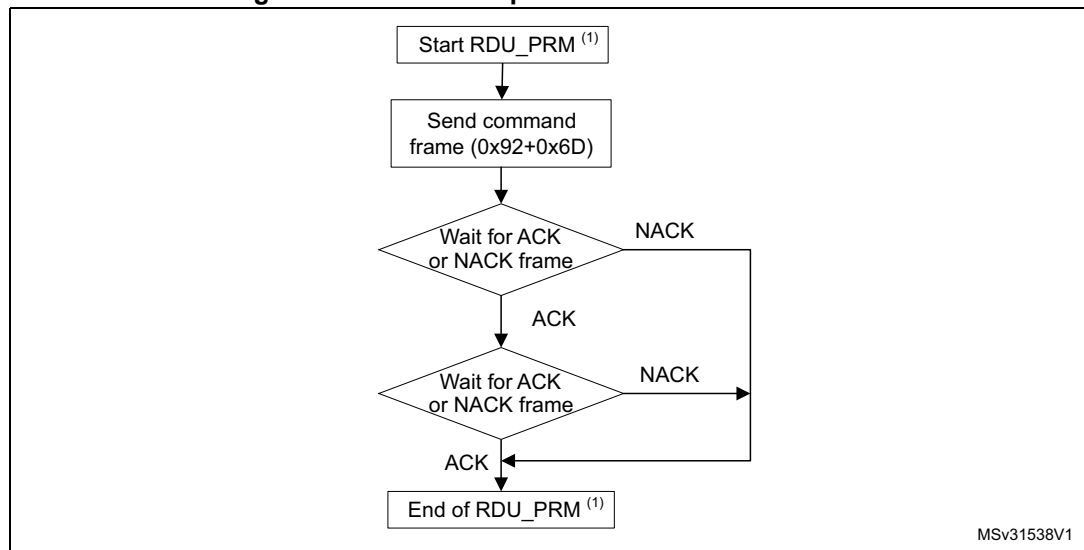 Start RDU_PRM (1)
Send command
frame (0x92+0x6D)
Wait for ACK
or NACK frame
NACK
ACK
Wait for ACK
or NACK frame
NACK
ACK
End of RDU_PRM (1)
MSv31538V1